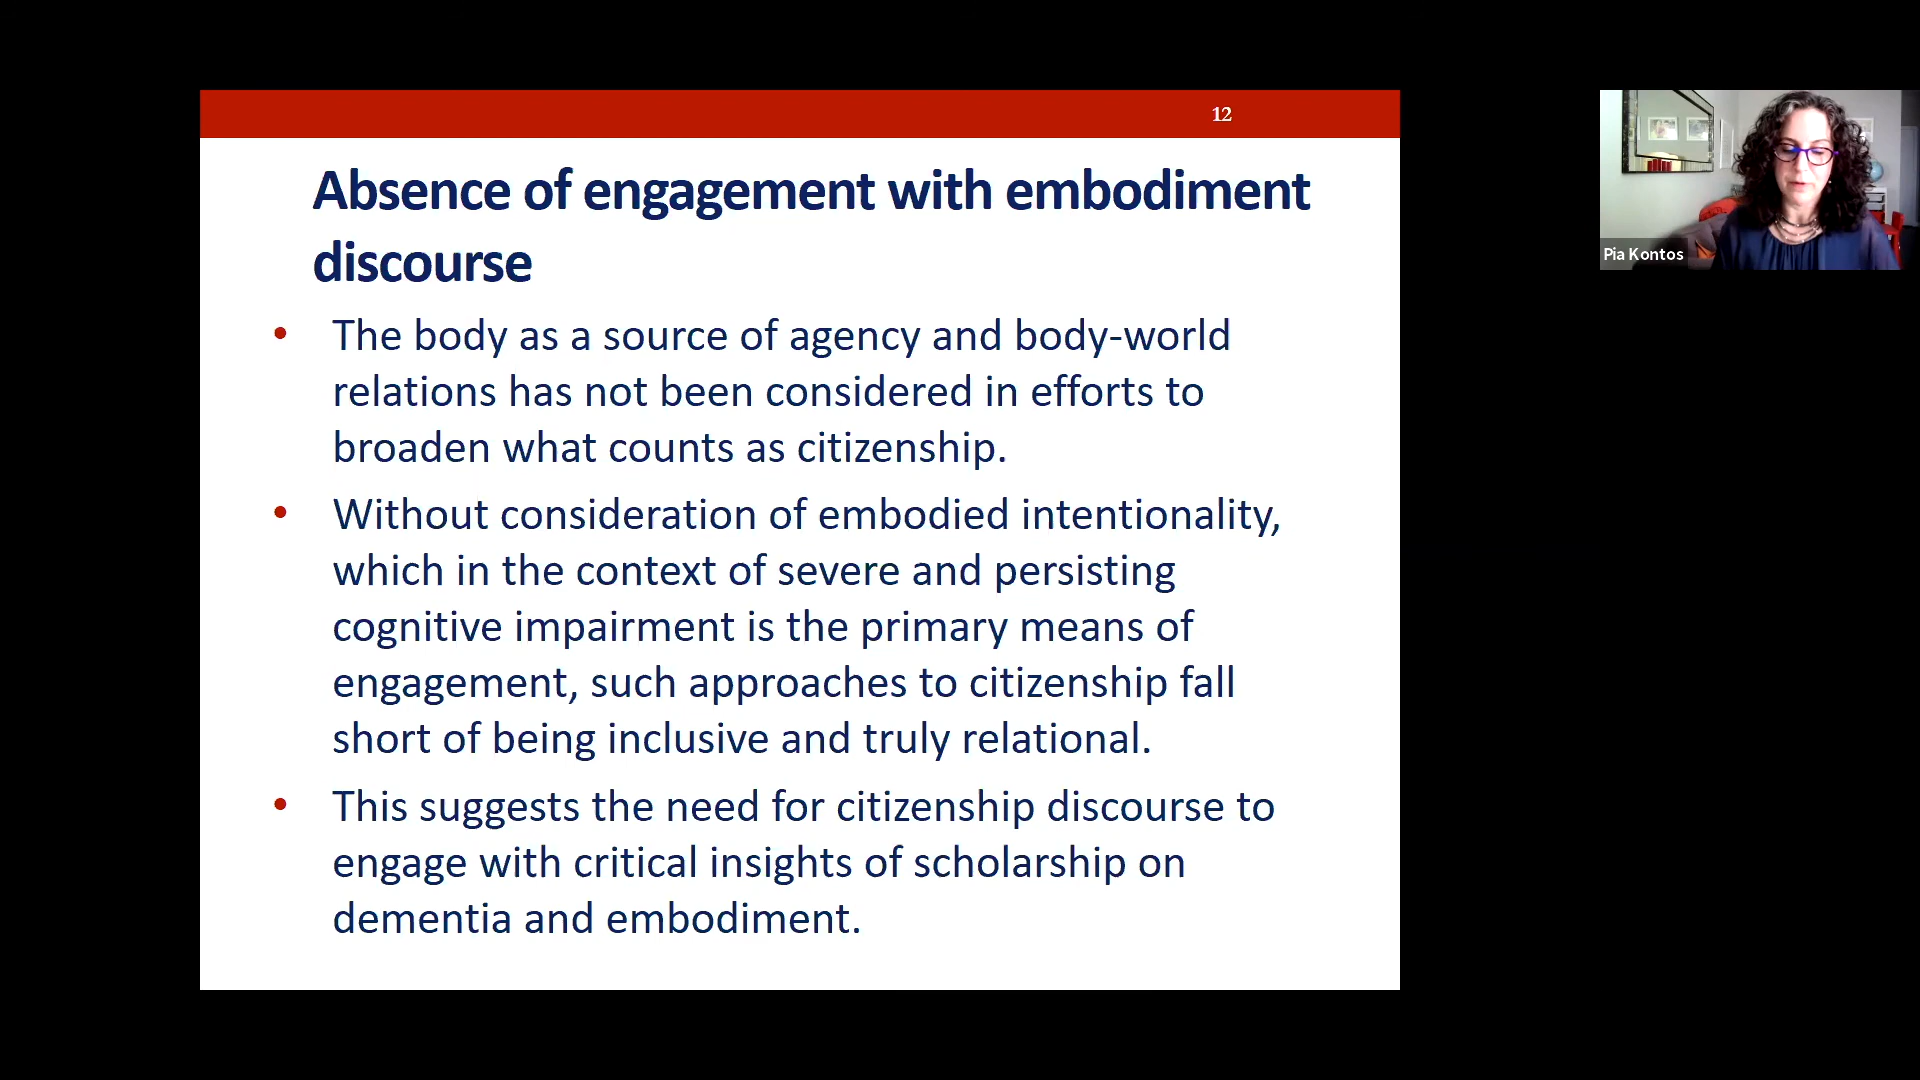 12
Absence of engagement with embodiment
discourse
• The body as a source of agency and body-world
relations has not been considered in efforts to
broaden what counts as citizenship.
• Without consideration of embodied intentionality,
which in the context of severe and persisting
cognitive impairment is the primary means of
engagement, such approaches to citizenship fall
short of being inclusive and truly relational.
• This suggests the need for citizenship discourse to
engage with critical insights of scholarship on
dementia and embodiment.
Pia Kontos